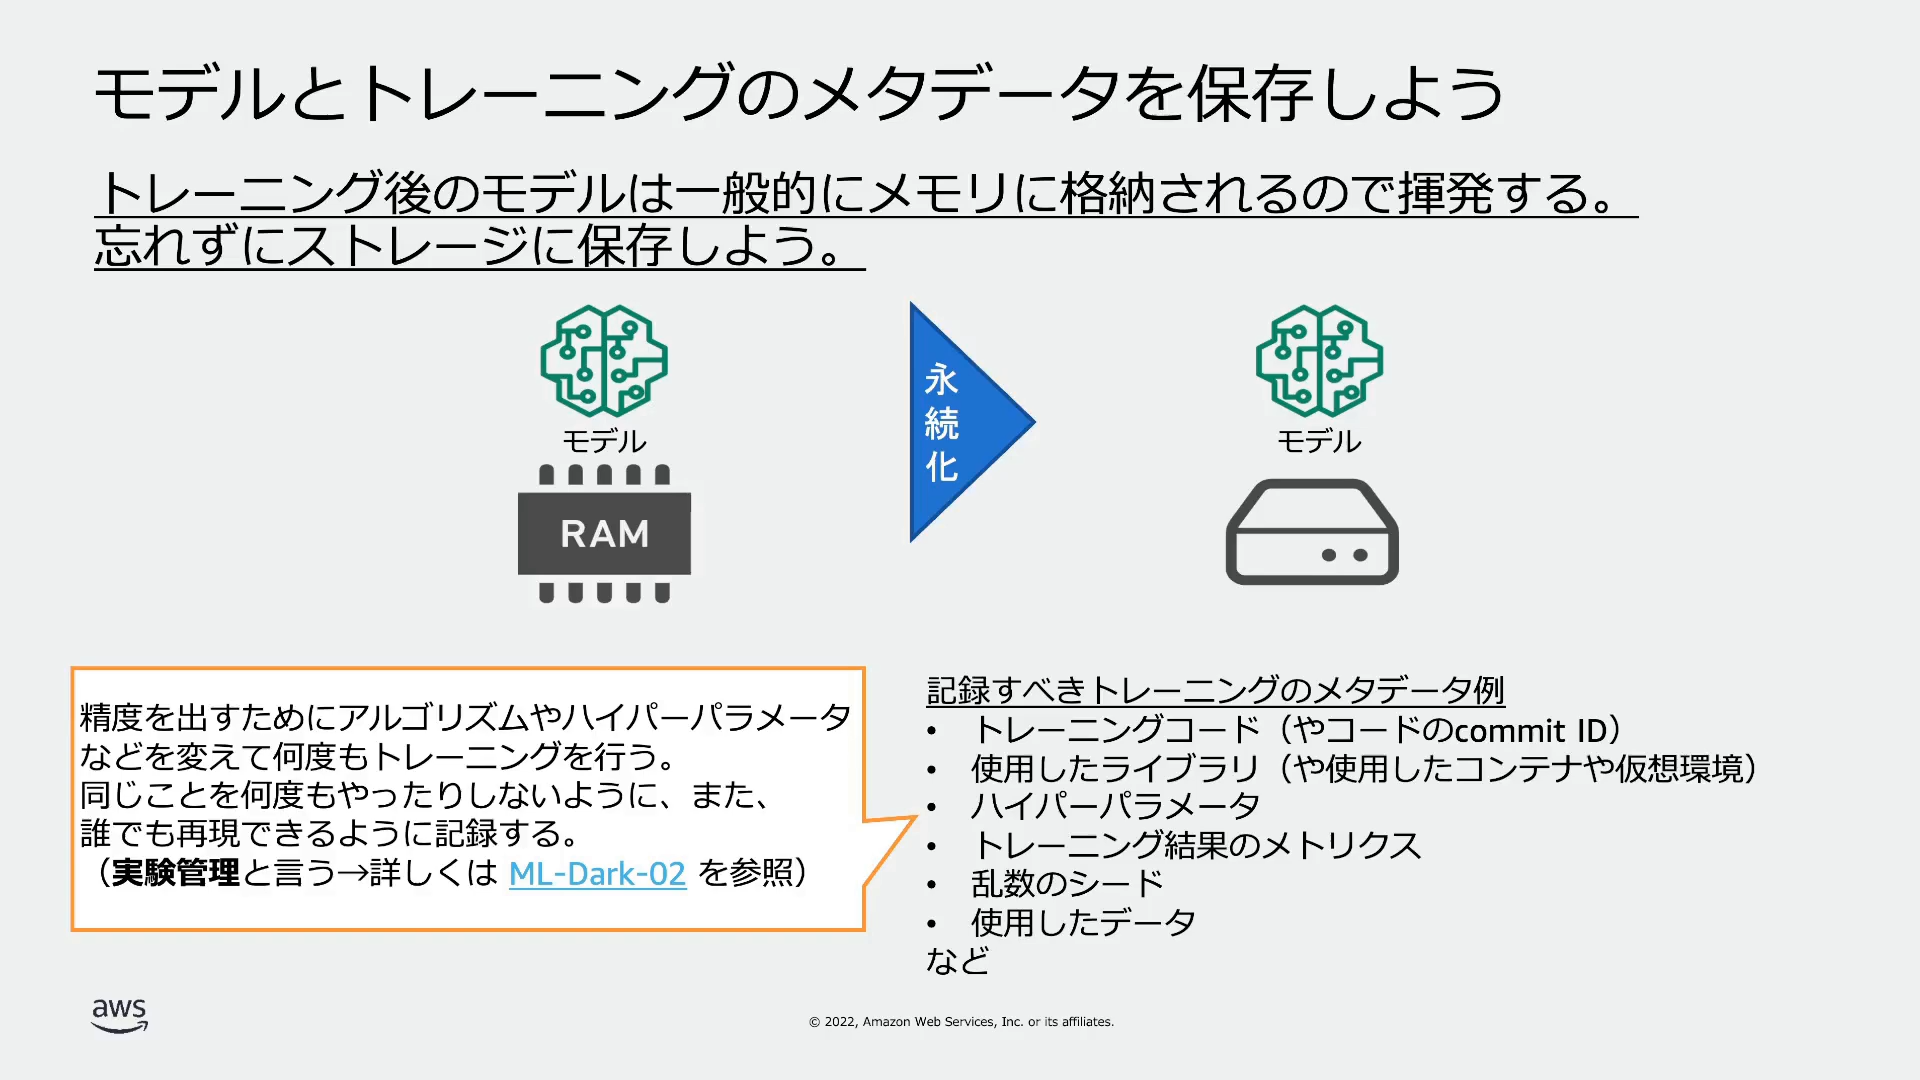 モデルとトレーニングのメタデータを保存しよう
トレーニング後のモデルは一般的にメモリに格納されるので揮発する。
忘れずにストレージに保存しよう。
モデル
RAM
永続化
モデル
精度を出すためにアルゴリズムやハイパーパラメータ
などを変えて何度もトレーニングを行う。
同じことを何度もやったりしないように、また、
誰でも再現できるように記録する。
（実験管理と言う→詳しくは ML-Dark-02 を参照）
記録すべきトレーニングのメタデータ例
• トレーニングコード（やコードのcommit ID）
• 使用したライブラリ（や使用したコンテナや仮想環境）
• ハイパーパラメータ
• トレーニング結果のメトリクス
• 乱数のシード
• 使用したデータ
など
aws
© 2022, Amazon Web Services, Inc. or its affiliates.